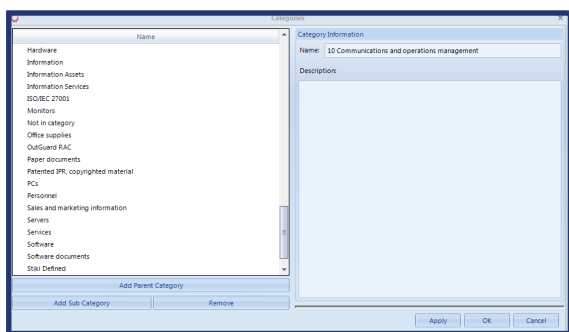 Categories
X
Name
Hardware
Information
Information Assets
Information Services
ISO/IEC 27001
Monitors
Not in category
Office supplies
OutGuard RAC
Paper documents
Patented IPR, copyrighted material
PCs
Personnel
Sales and marketing information
Servers
Services
Software
Software documents
Stiki Defined
Add Parent Category
Add Sub Category
Remove
Category Information
Name: 10 Communications and operations management
Description:
Apply
OK
Cancel